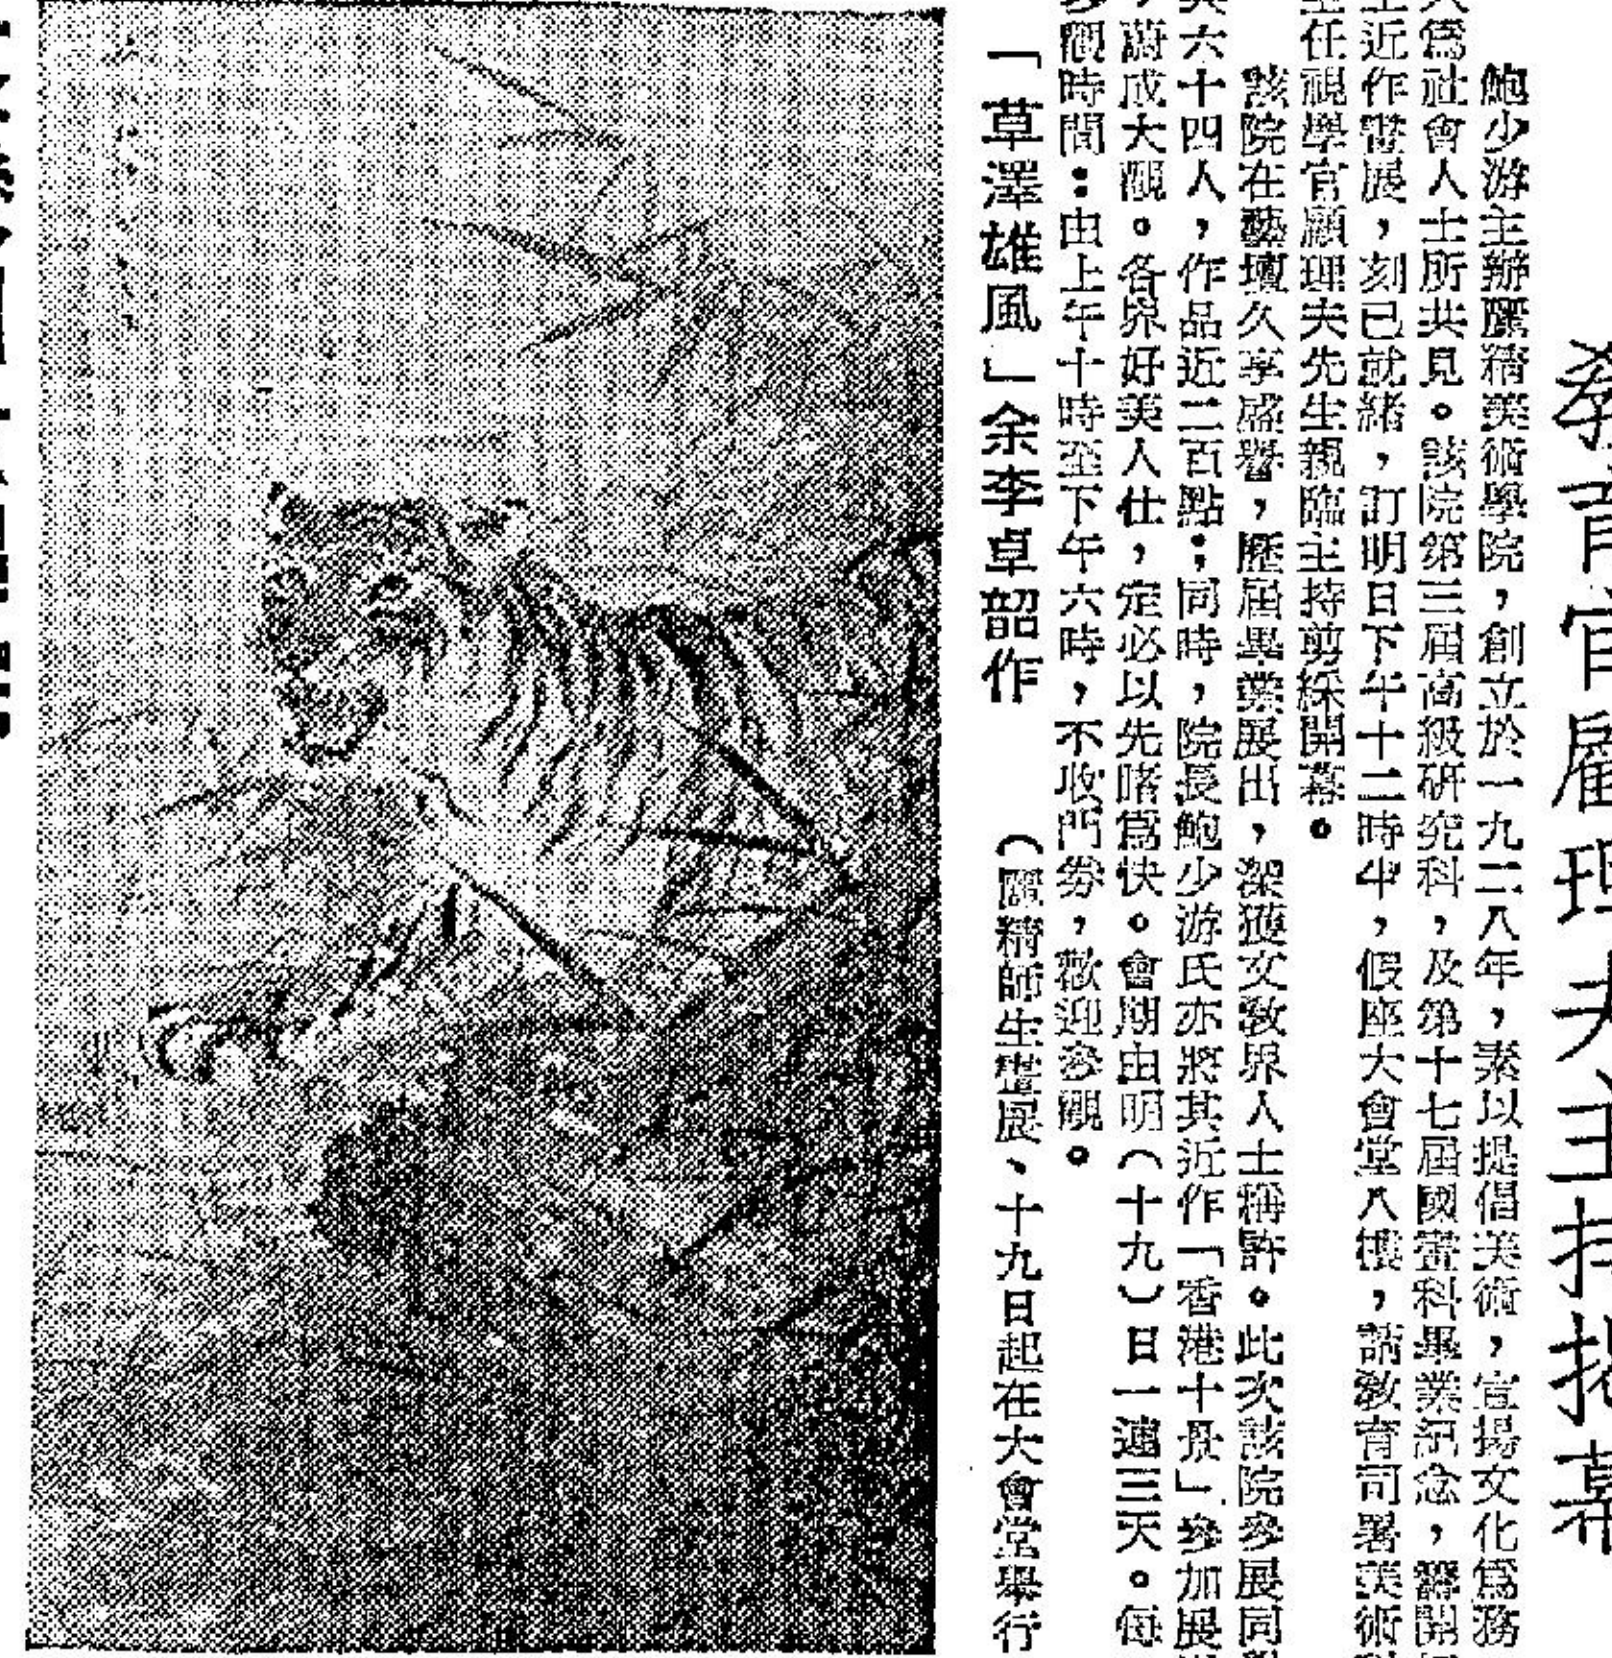 教育官顧理夫主持揭幕
鮑少游主辦麗精美術學院,創立於一九二八年,素以提倡美術,宣揚文化爲務
爲社會人士所共見。該院第三屆高級研究科,及第十七屆國畫科畢業記念,籌開
近作畫展,刻已就緒,訂明日下午十二時半,假座大會堂八樓,請教育司署美術
任視學官顧理夫先生親臨主持剪綵開幕。
該院在藝壇久享盛譽,歷屆畢業展出,深獲文教界人士稱許。此次該院參展同學
六十四人,作品近二百點;同時,院長鮑少游氏亦將其近作「香港十景」參加展
,蔚成大觀。各界好美人仕,定必以先睹爲快。會期由明(十九)日一連三天。每
參觀時間:由上午十時至下午六時,不收門券,歡迎參觀。
「草澤雄風」余李卓韶作 (麗精師生畫展、十九日起在大會堂舉行